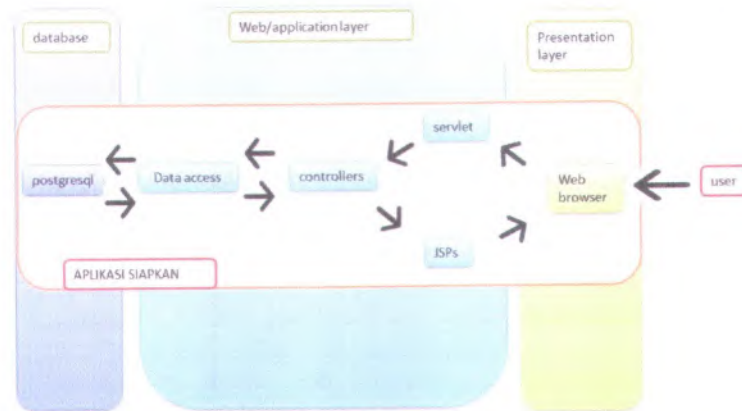 database
Web/application layer
Presentation
layer
servlet
postgresql
Data access
controllers
Web
browser
user
JSPs
APLIKASI SIAPKAN